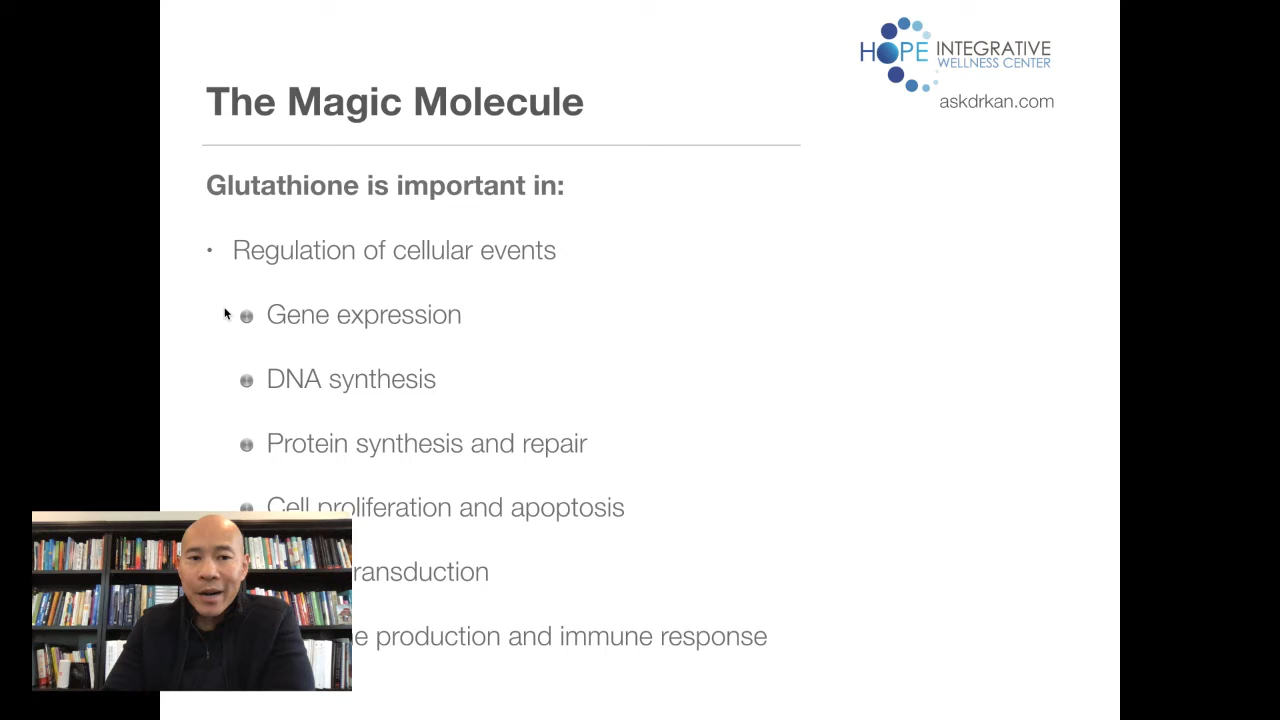 HOPE INTEGRATIVE
WELLNESS CENTER
askdrkan.com
The Magic Molecule
Glutathione is important in:
• Regulation of cellular events
Gene expression
DNA synthesis
Protein synthesis and repair
Cell proliferation and apoptosis
ransduction
e production and immune response